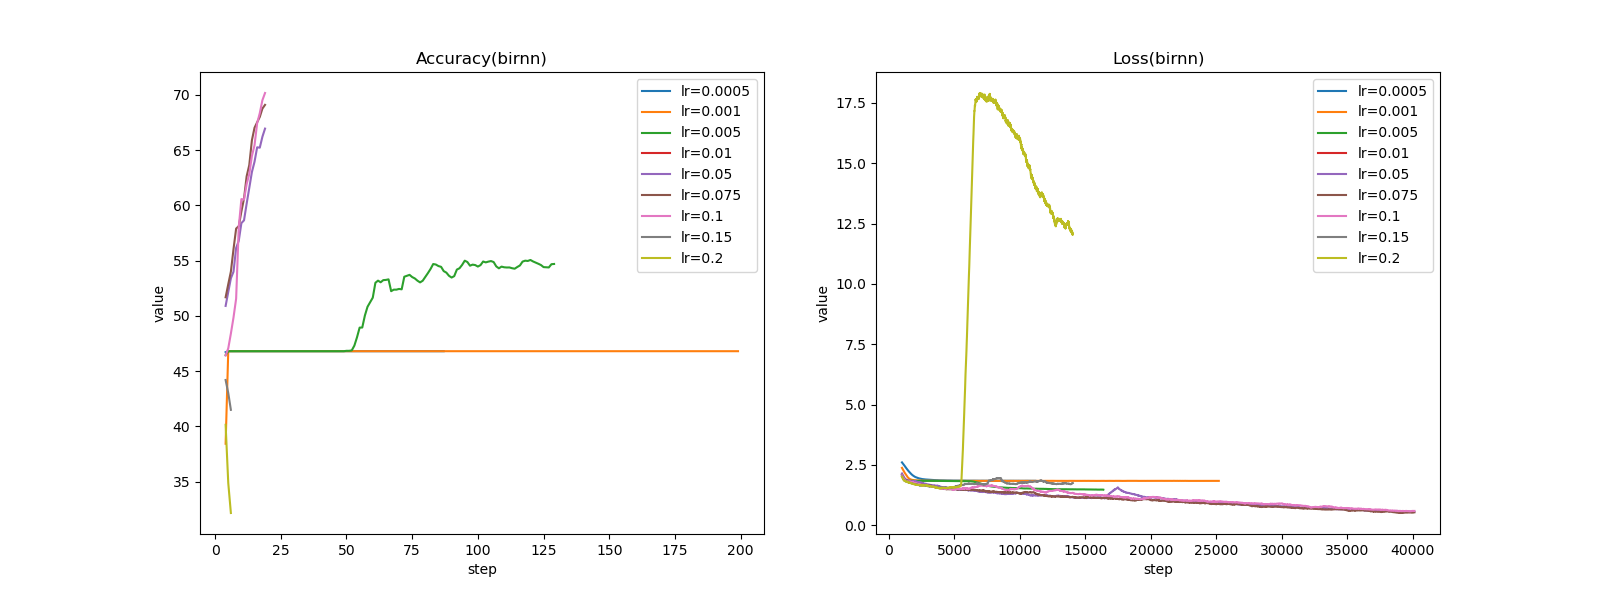 Accuracy(birnn)
value
70
65
60
55
50
45
40
35
0 25 50 75 100 125 150 175 200
step
lr=0.0005
lr=0.001
lr=0.005
lr=0.01
lr=0.05
lr=0.075
lr=0.1
lr=0.15
lr=0.2
Loss(birnn)
value
17.5
15.0
12.5
10.0
7.5
5.0
2.5
0.0
0 5000 10000 15000 20000 25000 30000 35000 40000
step
lr=0.0005
lr=0.001
lr=0.005
lr=0.01
lr=0.05
lr=0.075
lr=0.1
lr=0.15
lr=0.2